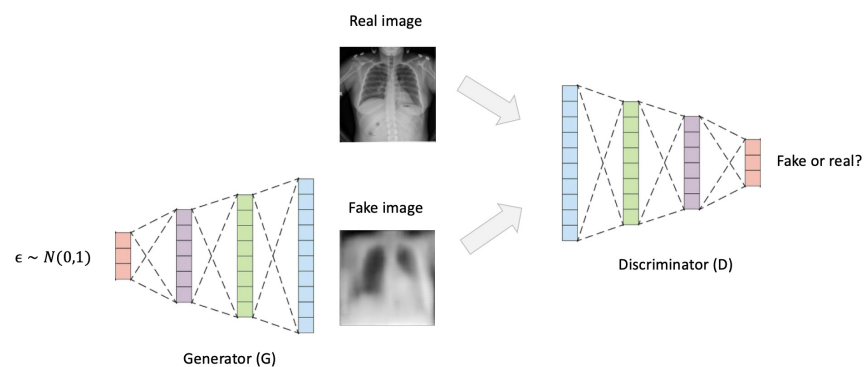 Real image
Fake or real?
Fake image
ϵ ~ N(0,1)
Discriminator (D)
Generator (G)